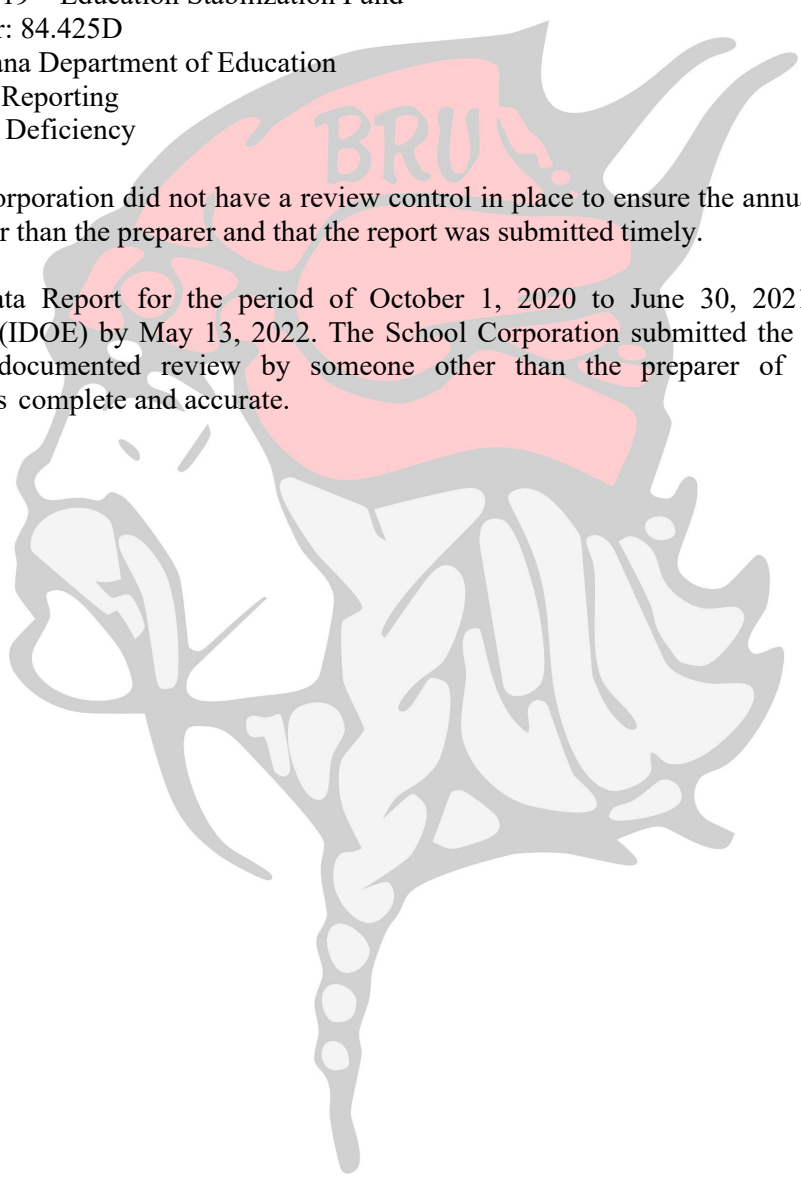 Education Stabilization Fund
r: 84.425D
ana Department of Education
Reporting
Deficiency
orporation did not have a review control in place to ensure the annua
r than the preparer and that the report was submitted timely.
ata Report for the period of October 1, 2020 to June 30, 2021
(IDOE) by May 13, 2022. The School Corporation submitted the
documented review by someone other than the preparer of
s complete and accurate.
BRU